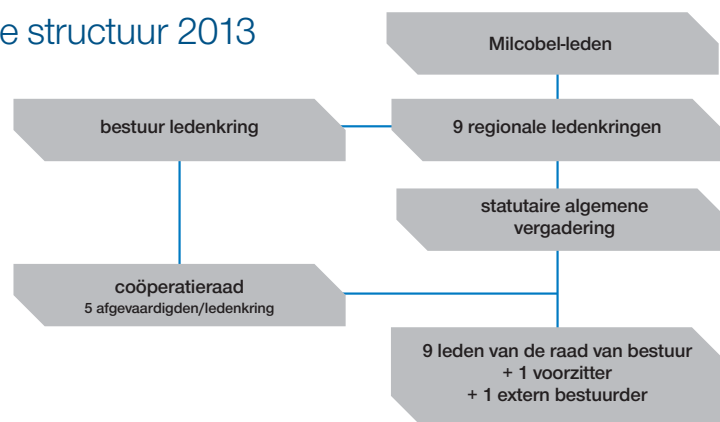 e structuur 2013
Milcobel-leden
bestuur ledenkring
9 regionale ledenkringen
statutaire algemene
vergadering
coöperatieraad
5 afgevaardigden/ledenkring
9 leden van de raad van bestuur
+ 1 voorzitter
+ 1 extern bestuurder